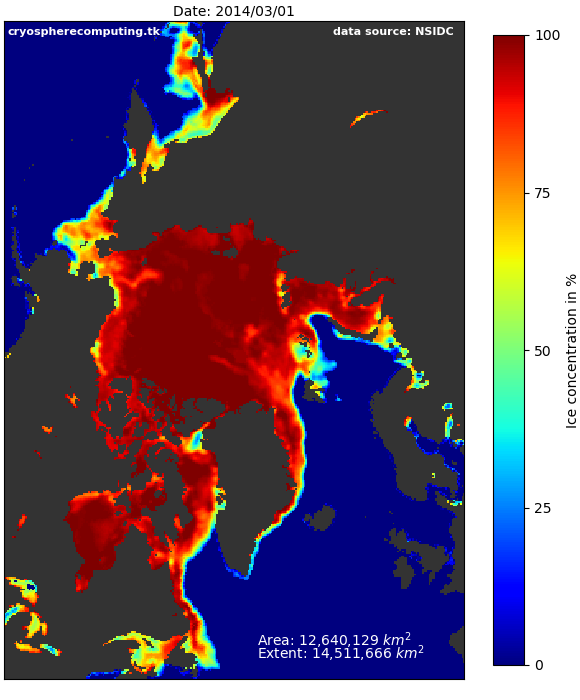 Date: 2014/03/01
cryospherecomputing.tk data source: NSIDC
100
75
50
25
0
Ice concentration in %
Area: 12,640,129 km²
Extent: 14,511,666 km²